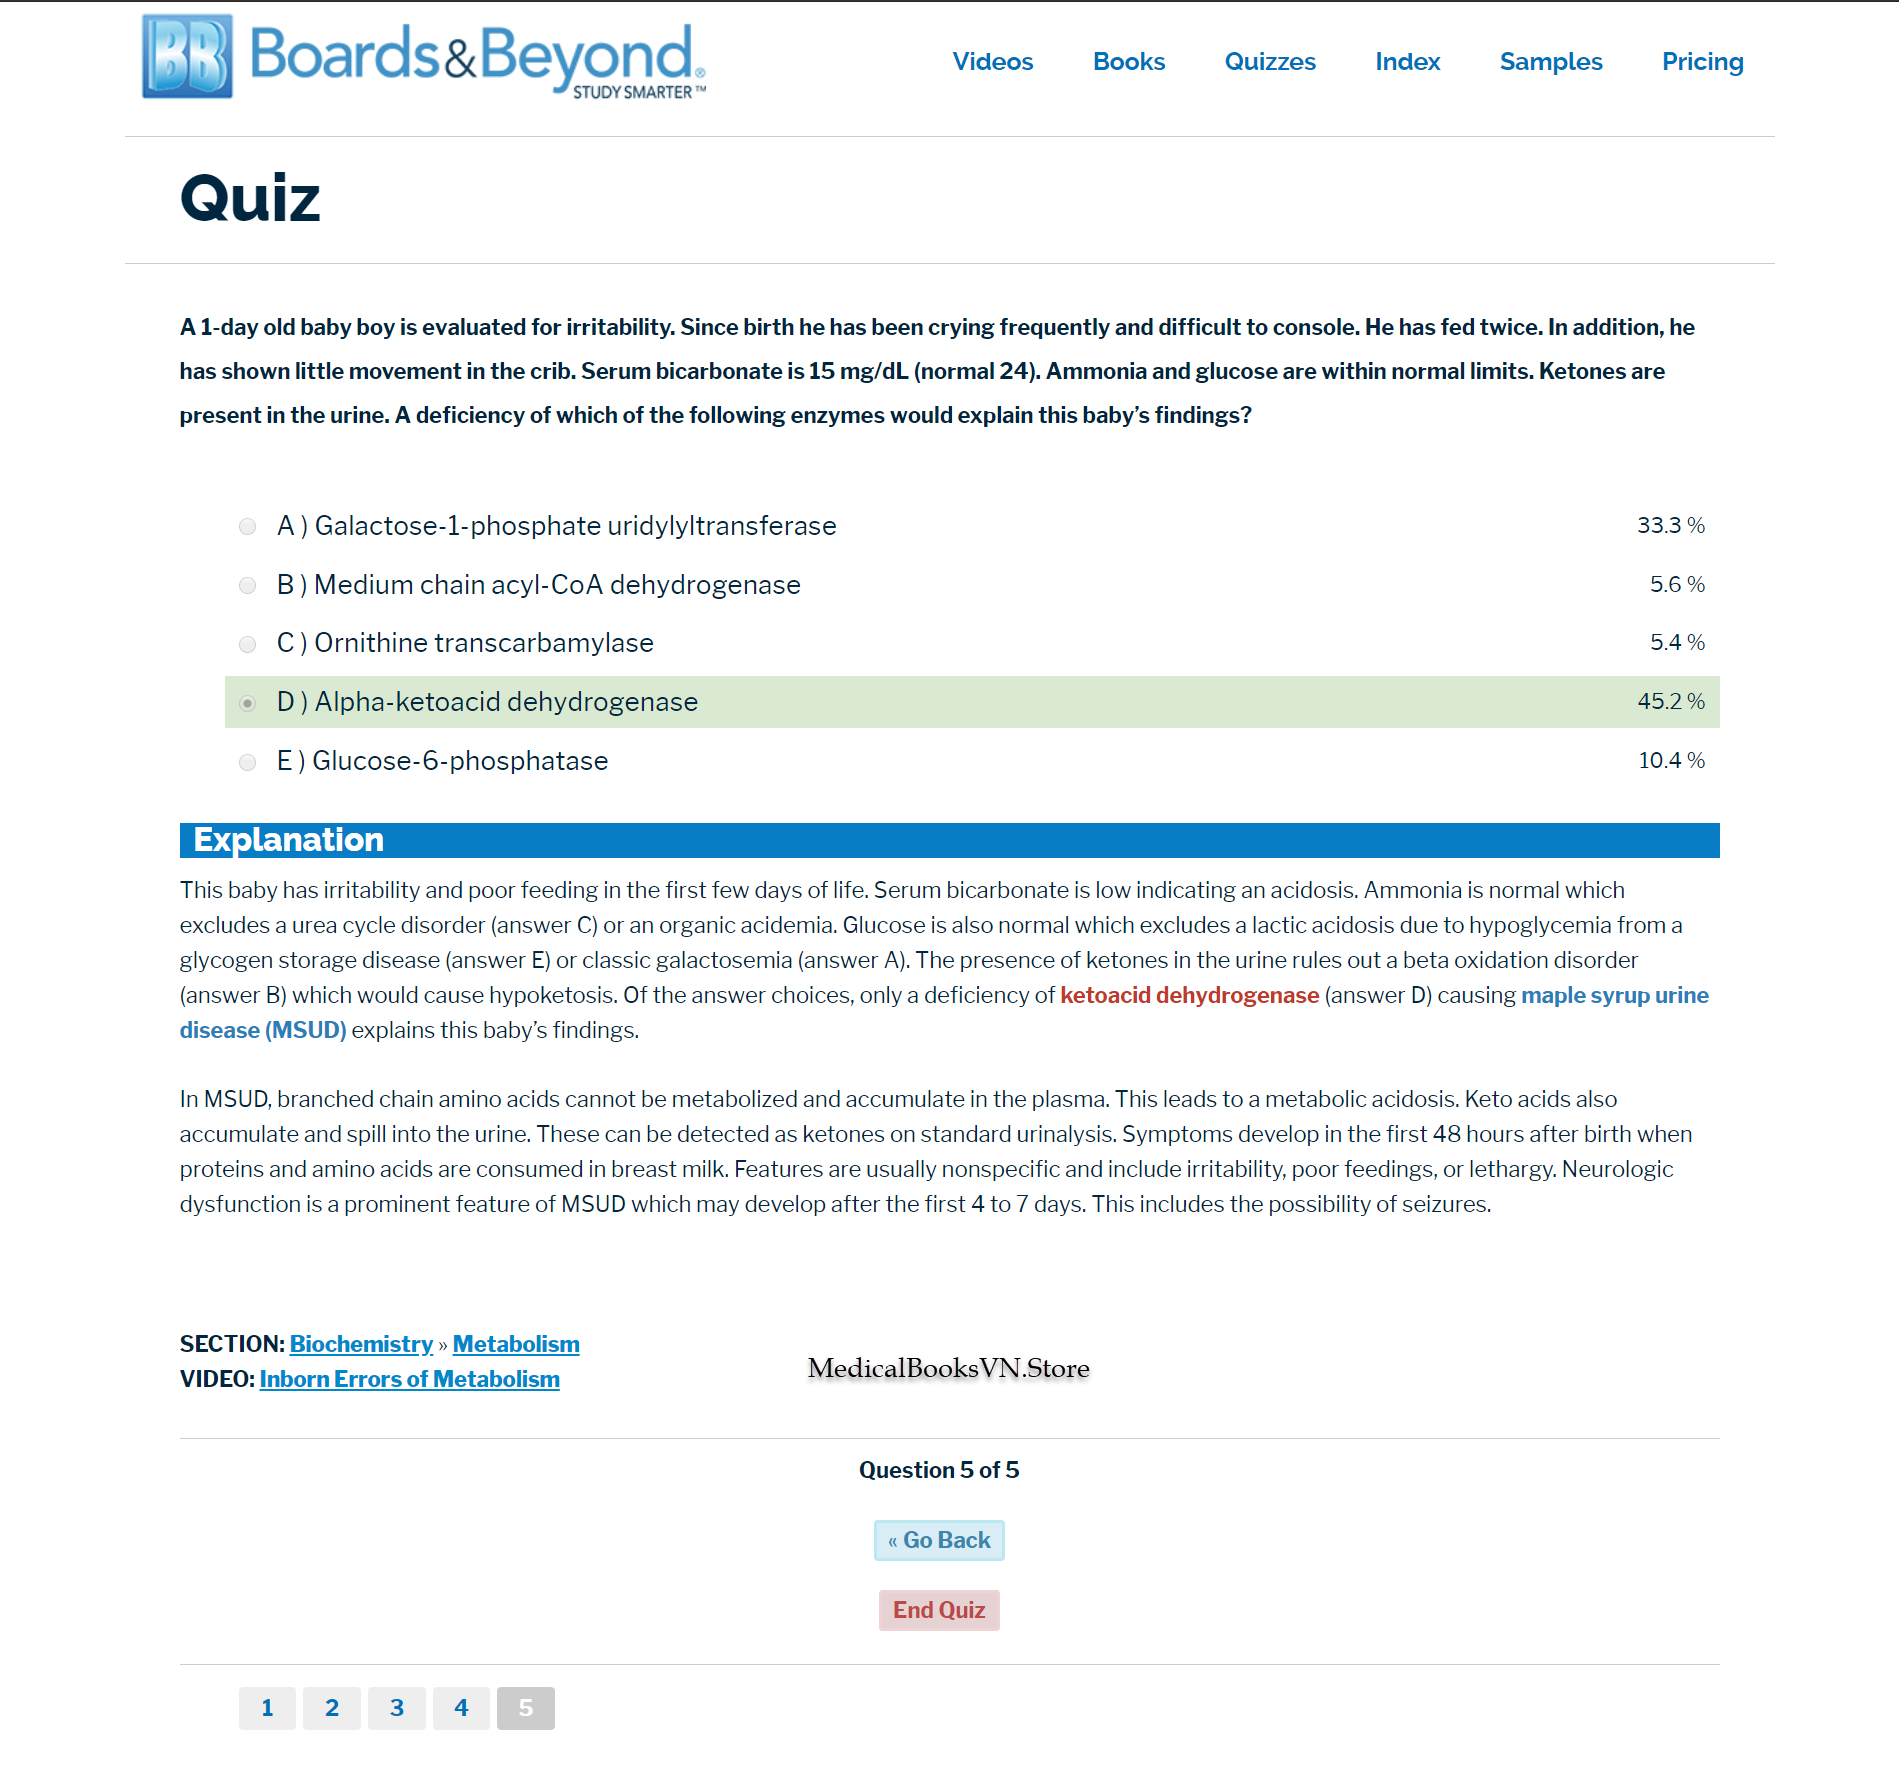 BB Boards&Beyond®
STUDY SMARTER™
Videos Books Quizzes Index Samples Pricing
Quiz
A 1-day old baby boy is evaluated for irritability. Since birth he has been crying frequently and difficult to console. He has fed twice. In addition, he
has shown little movement in the crib. Serum bicarbonate is 15 mg/dL (normal 24). Ammonia and glucose are within normal limits. Ketones are
present in the urine. A deficiency of which of the following enzymes would explain this baby’s findings?
A ) Galactose-1-phosphate uridylyltransferase 33.3 %
B ) Medium chain acyl-CoA dehydrogenase 5.6 %
C ) Ornithine transcarbamylase 5.4 %
D ) Alpha-ketoacid dehydrogenase 45.2 %
E ) Glucose-6-phosphatase 10.4 %
Explanation
This baby has irritability and poor feeding in the first few days of life. Serum bicarbonate is low indicating an acidosis. Ammonia is normal which
excludes a urea cycle disorder (answer C) or an organic acidemia. Glucose is also normal which excludes a lactic acidosis due to hypoglycemia from a
glycogen storage disease (answer E) or classic galactosemia (answer A). The presence of ketones in the urine rules out a beta oxidation disorder
(answer B) which would cause hypoketosis. Of the answer choices, only a deficiency of ketoacid dehydrogenase (answer D) causing maple syrup urine
disease (MSUD) explains this baby’s findings.
In MSUD, branched chain amino acids cannot be metabolized and accumulate in the plasma. This leads to a metabolic acidosis. Keto acids also
accumulate and spill into the urine. These can be detected as ketones on standard urinalysis. Symptoms develop in the first 48 hours after birth when
proteins and amino acids are consumed in breast milk. Features are usually nonspecific and include irritability, poor feedings, or lethargy. Neurologic
dysfunction is a prominent feature of MSUD which may develop after the first 4 to 7 days. This includes the possibility of seizures.
SECTION: Biochemistry » Metabolism
VIDEO: Inborn Errors of Metabolism
MedicalBooksVN.Store
Question 5 of 5
« Go Back
End Quiz
1 2 3 4 5